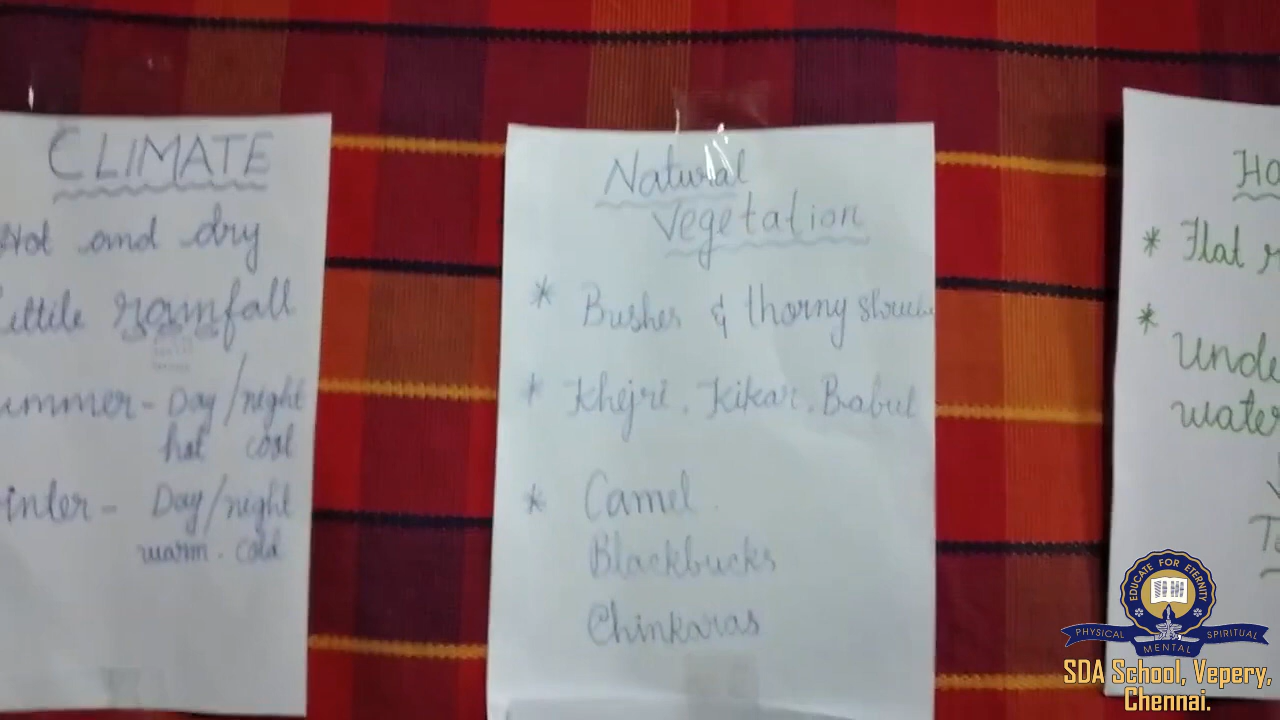 CLIMATE
Hot and dry
Little rainfall
ummer - Day/night
hot cool
inter - Day/night
warm. cold
Natural
Vegetation
* Bushes & thorny
* Khejri, Kikar, Babul
* Camel.
Blackbucks
Chinkaras
Ho
* Flat r
* Unde
water
EDUCATE FOR ETERNITY
PHYSICAL MENTAL SPIRITUAL
SDA School, Vepery,
Chennai.